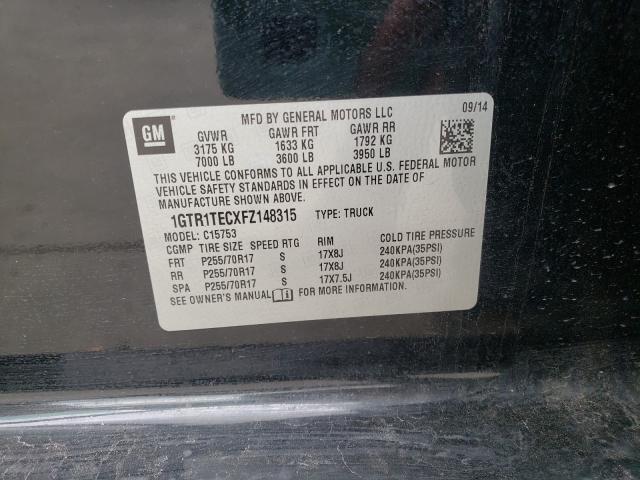 GM
MFD BY GENERAL MOTORS LLC
09/14
GVWR GAWR FRT GAWR RR
3175 KG 1633 KG 1792 KG
7000 LB 3600 LB 3950 LB
THIS VEHICLE CONFORMS TO ALL APPLICABLE U.S. FEDERAL MOTOR
VEHICLE SAFETY STANDARDS IN EFFECT ON THE DATE OF
MANUFACTURE SHOWN ABOVE.
1GTR1TECXFZ148315 TYPE: TRUCK
MODEL: C15753
CGMP TIRE SIZE SPEED RTG RIM COLD TIRE PRESSURE
FRT P255/70R17 S 17X8J 240KPA(35PSI)
RR P255/70R17 S 17X8J 240KPA(35PSI)
SPA P255/70R17 S 17X7.5J 240KPA(35PSI)
SEE OWNER'S MANUAL FOR MORE INFORMATION.